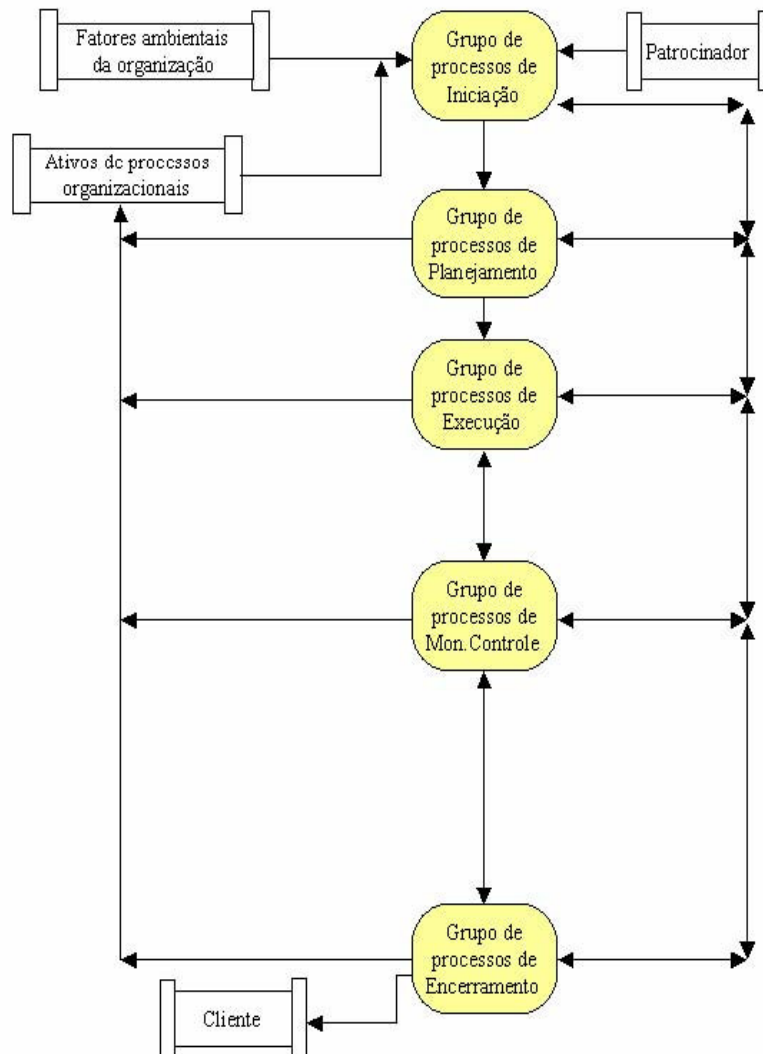 Fatores ambientais
da organização
Grupo de
processos de
Iniciação
Patrocinador
Ativos de processos
organizacionais
Grupo de
processos de
Planejamento
Grupo de
processos de
Execução
Grupo de
processos de
Mon.Controle
Grupo de
processos de
Encerramento
Cliente